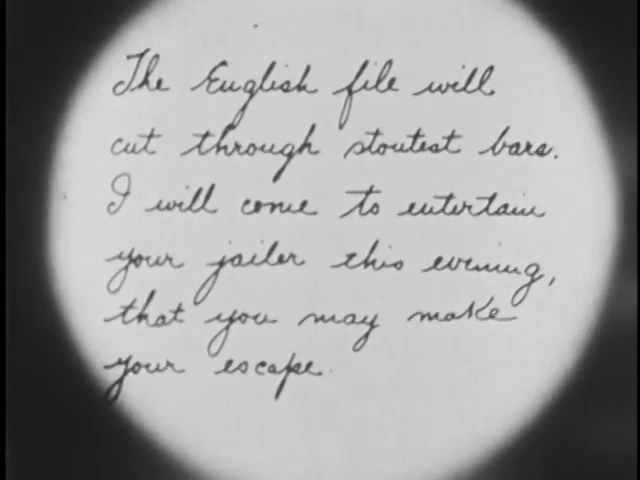 The English file will
cut through stoutest bars.
I will come to entertain
your jailer this evening,
that you may make
your escape.